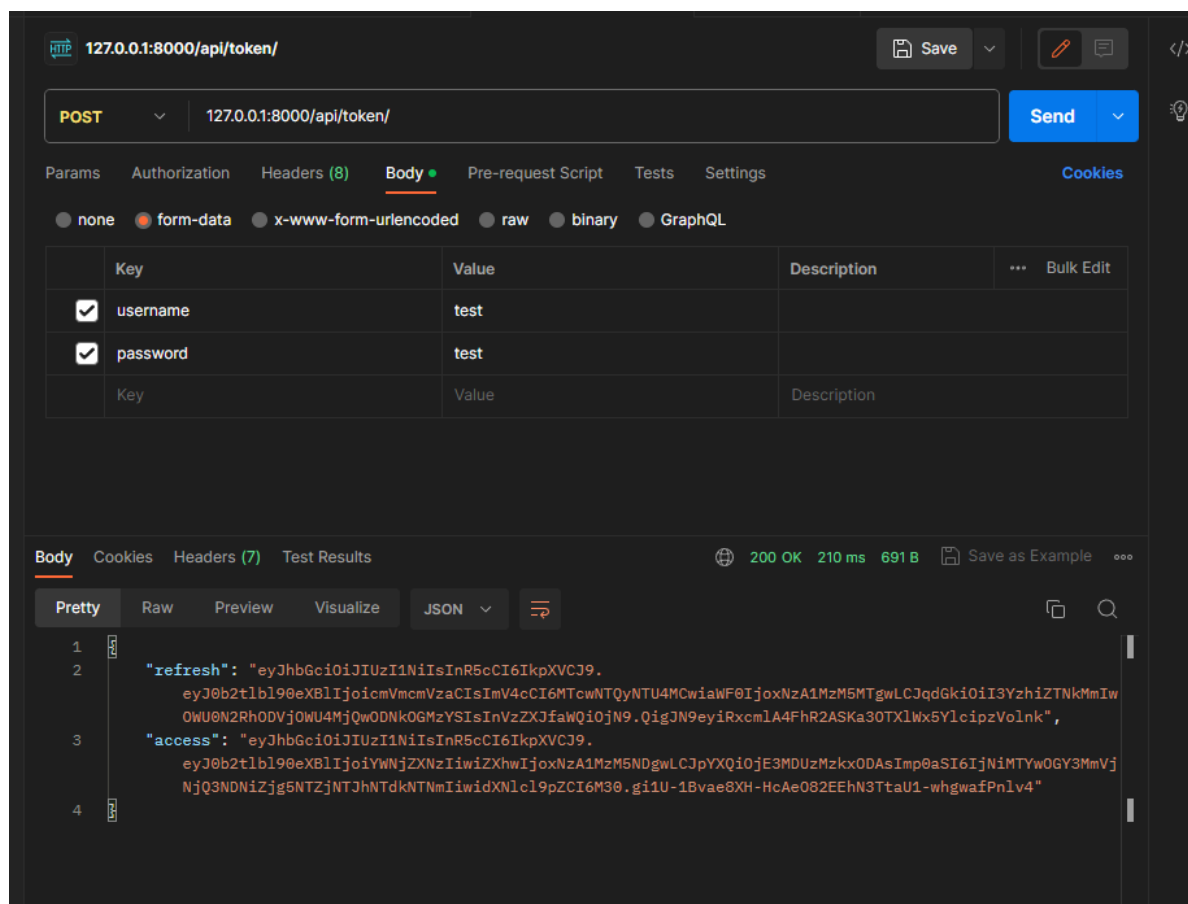 HTTP 127.0.0.1:8000/api/token/ Save
POST 127.0.0.1:8000/api/token/ Send
Params Authorization Headers (8) Body Pre-request Script Tests Settings Cookies
none form-data x-www-form-urlencoded raw binary GraphQL
Key Value Description Bulk Edit
username test
password test
Key Value Description
Body Cookies Headers (7) Test Results 200 OK 210 ms 691 B Save as Example
Pretty Raw Preview Visualize JSON
1 {
2 "refresh": "eyJhbGciOiJIUzI1NiIsInR5cCI6IkpXVCJ9.
eyJ0b2tlbl90eXBlIjoicmVmcmVzaCIsImV4cCI6MTcwNTQyNTU4MCwiaWF0IjoxNzA1MzM5MTgwLCJqdGkiOiI3YzhiZTNkMmIw
OWU0N2RhODVjOWU4MjQwODNkOGMzYSIsInVzZXJfaWQiOjN9.QigJN9eyiRxcmlA4FhR2ASKa3OTXlWx5YlcipzVolnk",
3 "access": "eyJhbGciOiJIUzI1NiIsInR5cCI6IkpXVCJ9.
eyJ0b2tlbl90eXBlIjoiYWNjZXNzIiwiZXhwIjoxNzA1MzM5NDgwLCJpYXQiOjE3MDUzMzkxODAsImp0aSI6IjNiMTYwOGY3MmVj
NjQ3NDNiZjg5NTZjNTJhNTdkNTNmIiwidXNlcl9pZCI6M30.gi1U-1Bvae8XH-HcAeO82EEhN3TtaU1-whgwafPnlv4"
4 }